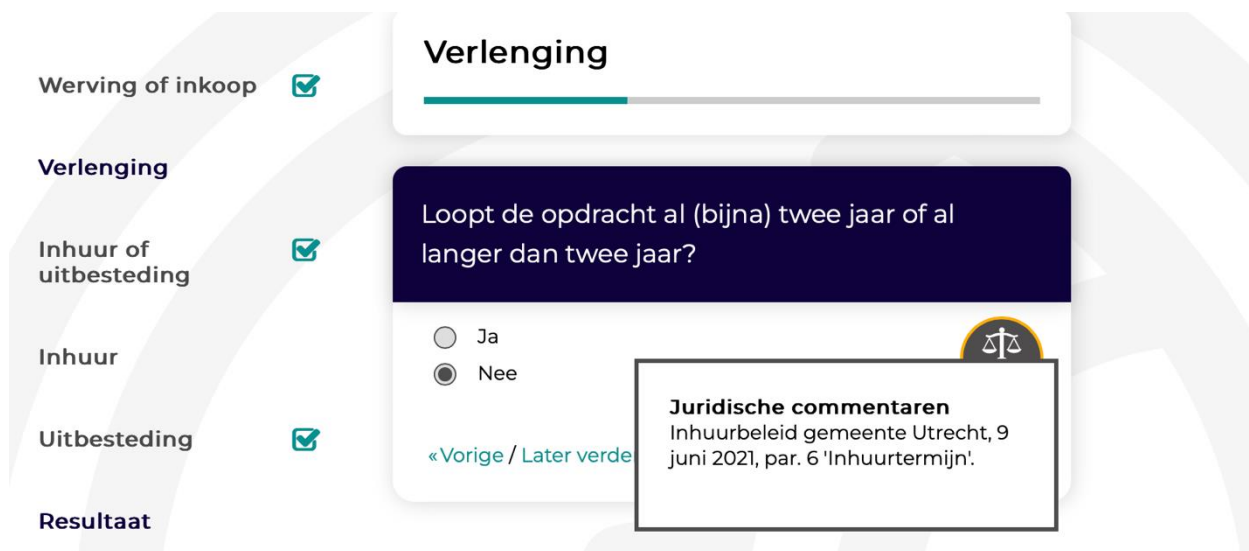 Werving of inkoop
Verlenging
Inhuur of
uitbesteding
Inhuur
Uitbesteding
Resultaat
Verlenging
Loopt de opdracht al (bijna) twee jaar of al
langer dan twee jaar?
Ja
Nee
«Vorige / Later verde
Juridische commentaren
Inhuurbeleid gemeente Utrecht, 9
juni 2021, par. 6 'Inhuurtermijn'.